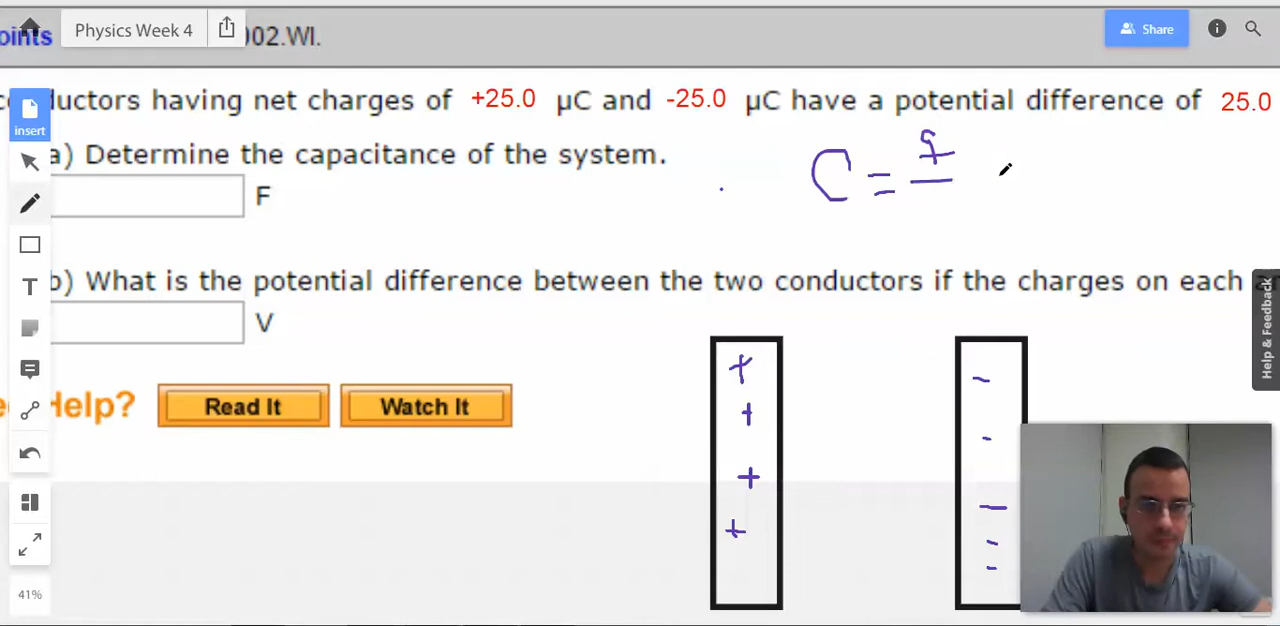 oints
Physics Week 4
002.WI.
Share
ductors having net charges of +25.0 μC and -25.0 μC have a potential difference of 25.0
insert
a) Determine the capacitance of the system.
C = q
F
T
b) What is the potential difference between the two conductors if the charges on each
V
Help & Feedback
Help?
Read It
Watch It
+ -
+ -
+ -
+ -
-
41%